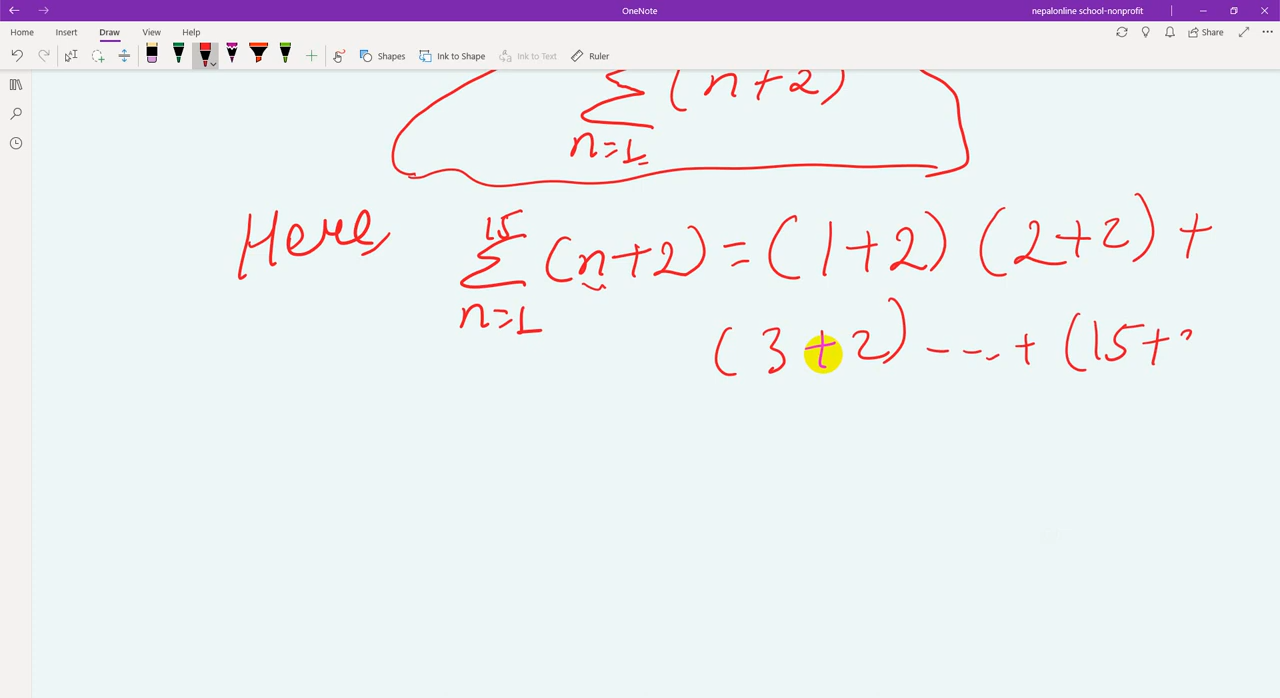 OneNote
nepalonline school-nonprofit
Home Insert Draw View Help
Share
Shapes Ink to Shape Ink to Text Ruler
∑ (n+2)
n=1
Here, 15
∑ (n+2) = (1+2) (2+2) +
n=1
(3+2) --... + (15+